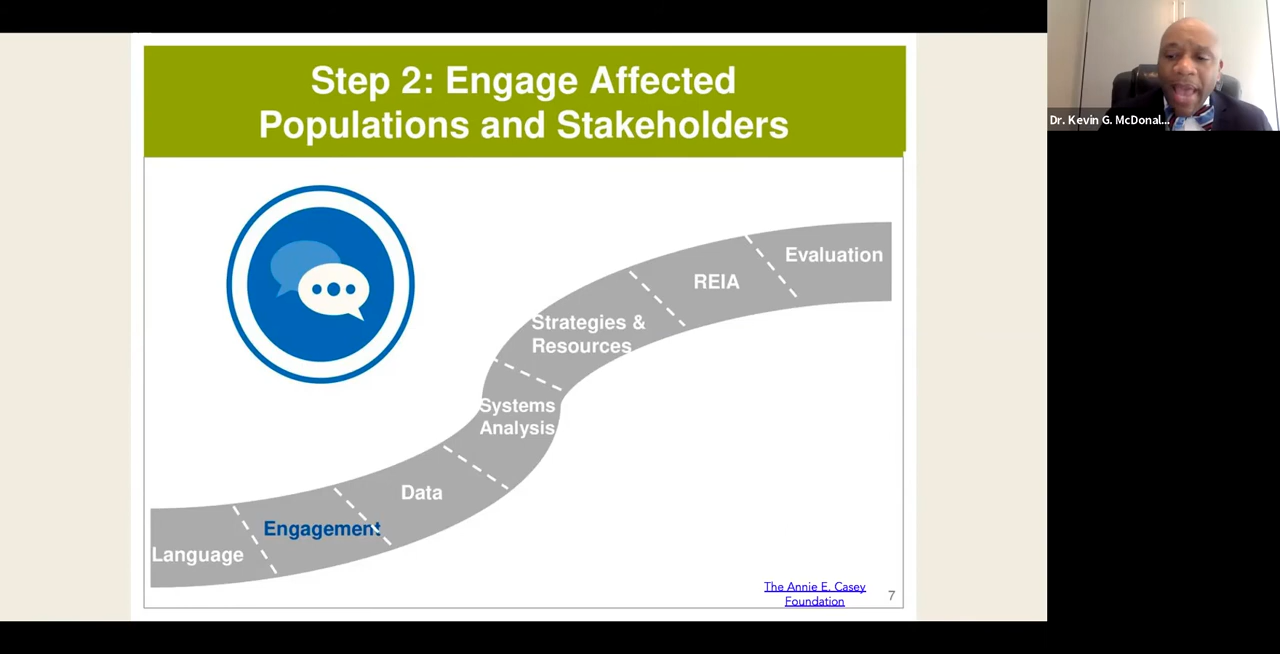 Step 2: Engage Affected
Populations and Stakeholders
Dr. Kevin G. McDonal...
Evaluation
REIA
Strategies &
Resources
Systems
Analysis
Data
Engagement
Language
The Annie E. Casey
Foundation
7